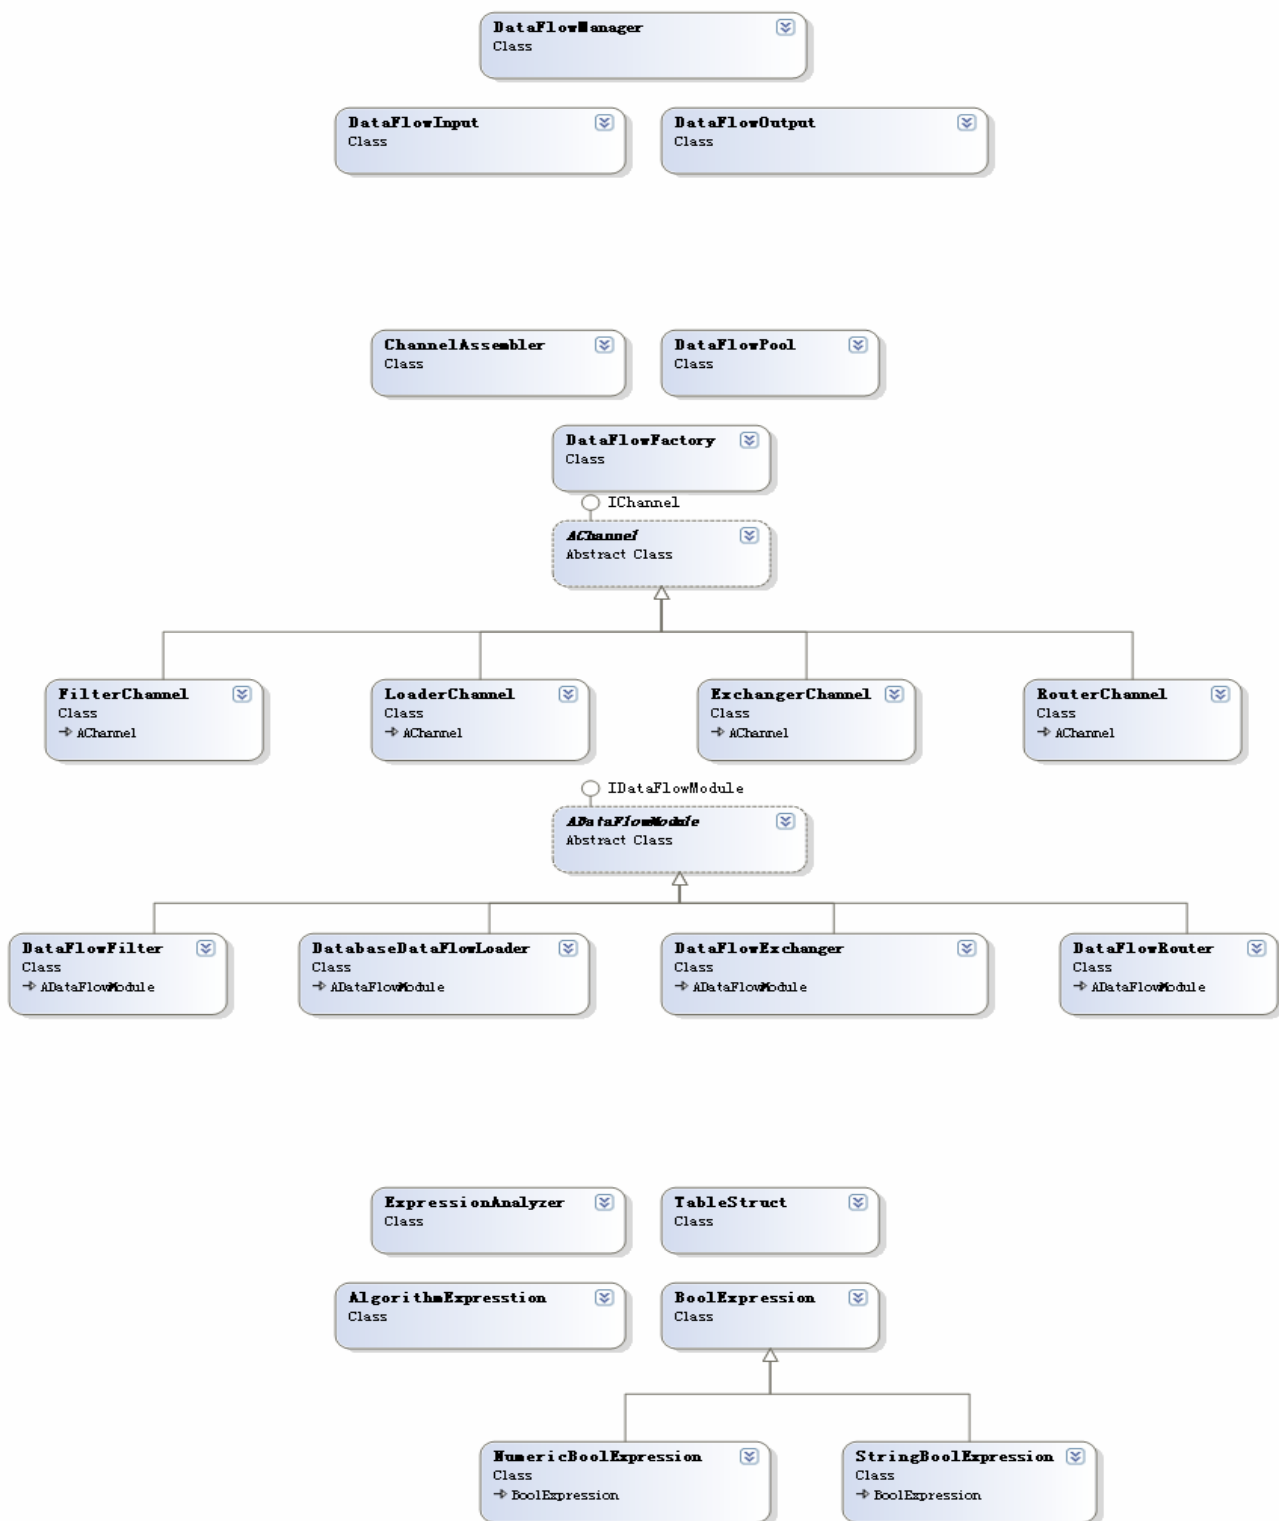 DataFlowManager
Class
DataFlowInput
Class
DataFlowOutput
Class
ChannelAssembler
Class
DataFlowPool
Class
DataFlowFactory
Class
IChannel
AChannel
Abstract Class
FilterChannel
Class
AChannel
LoaderChannel
Class
AChannel
ExchangerChannel
Class
AChannel
RouterChannel
Class
AChannel
IDataFlowModule
ADataFlowModule
Abstract Class
DataFlowFilter
Class
ADataFlowModule
DatabaseDataFlowLoader
Class
ADataFlowModule
DataFlowExchanger
Class
ADataFlowModule
DataFlowRouter
Class
ADataFlowModule
ExpressionAnalyzer
Class
TableStruct
Class
AlgorithmExpresstion
Class
BoolExpression
Class
NumericBoolExpression
Class
BoolExpression
StringBoolExpression
Class
BoolExpression